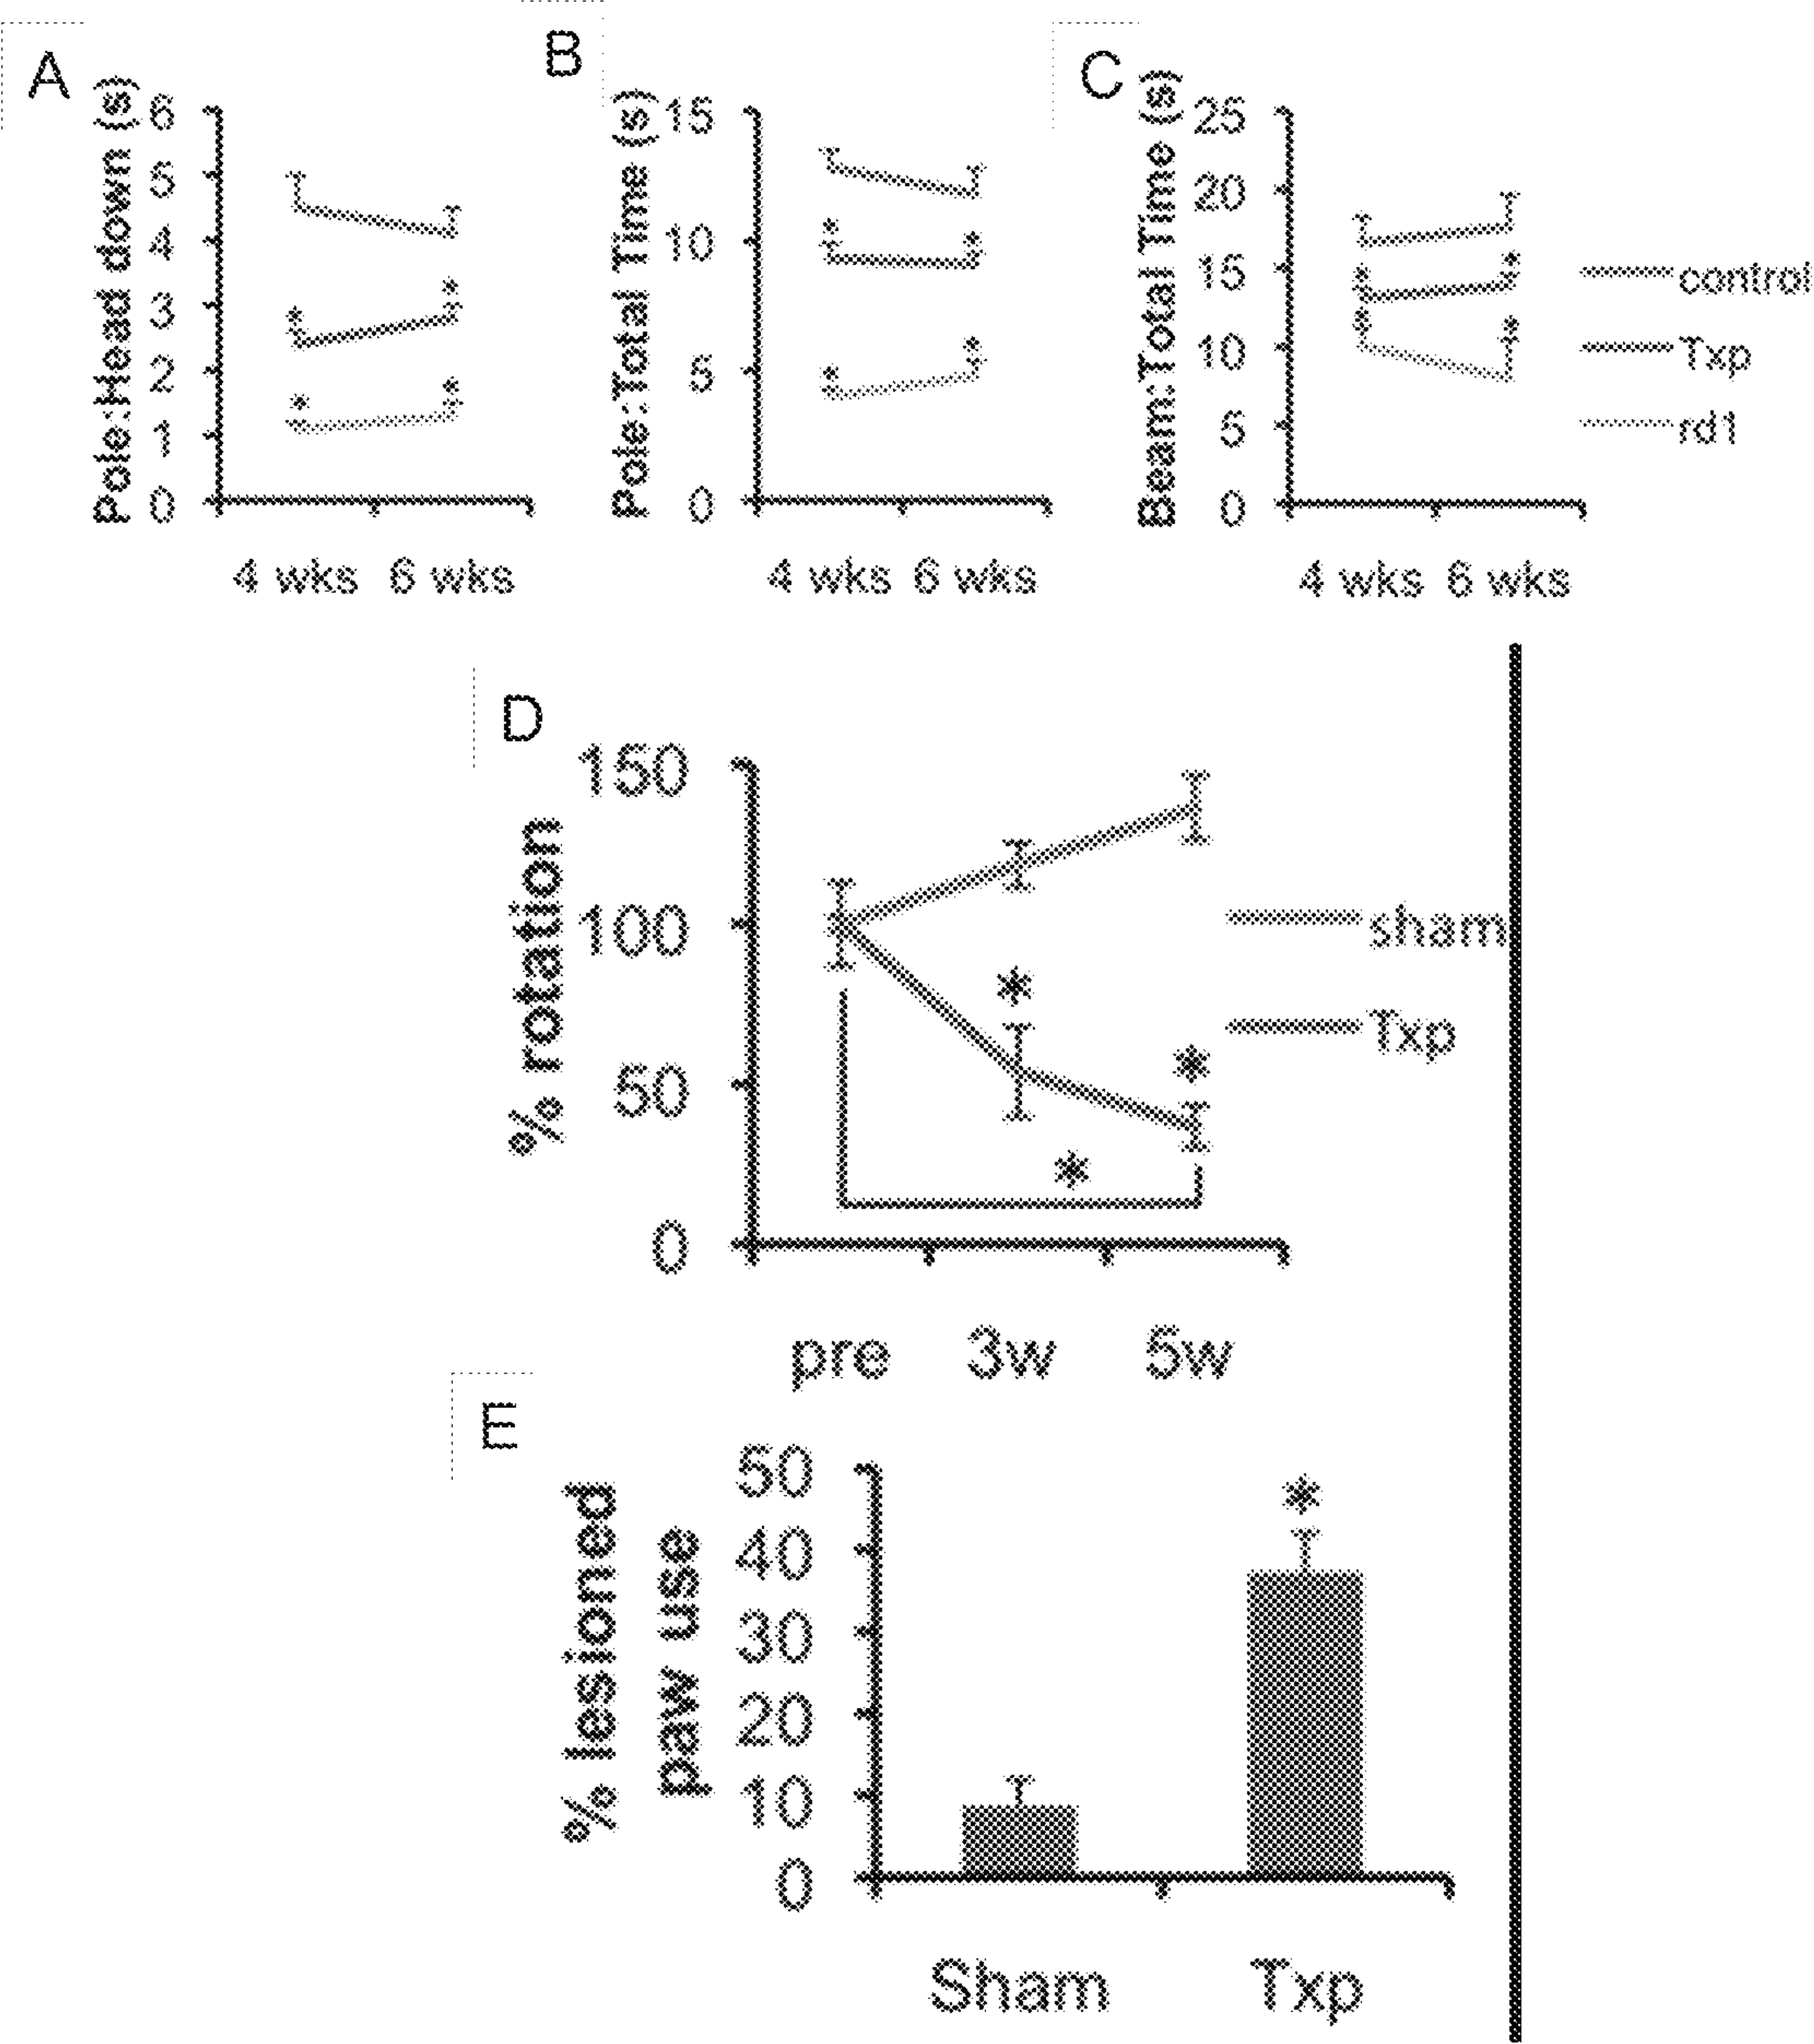 A
Pole:Head down (s)
6
5
4
3
2
1
0
*
*
*
*
4 wks 6 wks
B
Pole:Total Time (s)
15
10
5
0
*
*
*
*
4 wks 6 wks
C
Beam:Total Time (s)
25
20
15
10
5
0
*
*
*
*
4 wks 6 wks
control
Txp
rd1
D
% rotation
150
100
50
0
*
*
*
pre 3w 5w
sham
Txp
E
% lesioned
paw use
50
40
30
20
10
0
*
Sham Txp